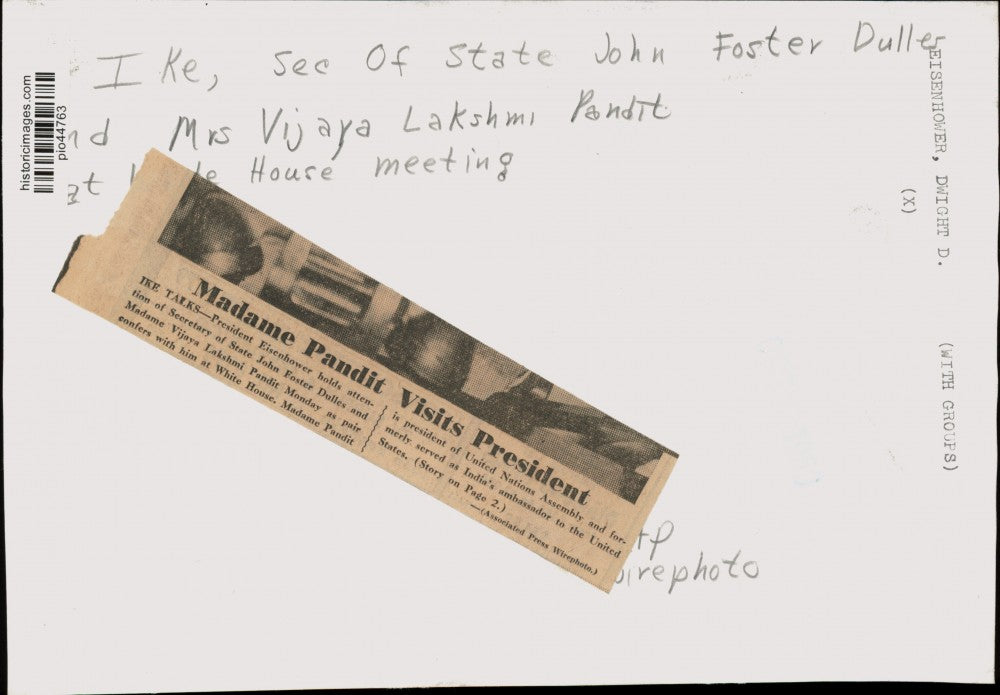 I Ke, Sec Of State John Foster Dulles
nd Mrs Vijaya Lakshmi Pandit
at House meeting
historicimages.com
pio44763
EISENHOWER, DWIGHT D. (WITH GROUPS)
(X)
Madame Pandit Visits President
IKE TALKS—President Eisenhower holds atten-
tion of Secretary of State John Foster Dulles and
Madame Vijaya Lakshmi Pandit Monday as pair
confers with him at White House. Madame Pandit
is president of United Nations Assembly and for-
merly served as India's ambassador to the United
States. (Story on Page 2.)
—(Associated Press Wirephoto.)
AP
wirephoto